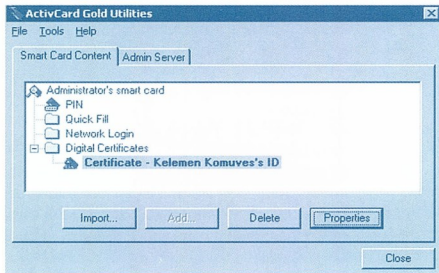 ActivCard Gold Utilities
File Tools Help
Smart Card Content Admin Server
Administrator's smart card
PIN
Quick Fill
Network Login
Digital Certificates
Certificate - Kelemen Komuves's ID
Import... Add... Delete Properties
Close